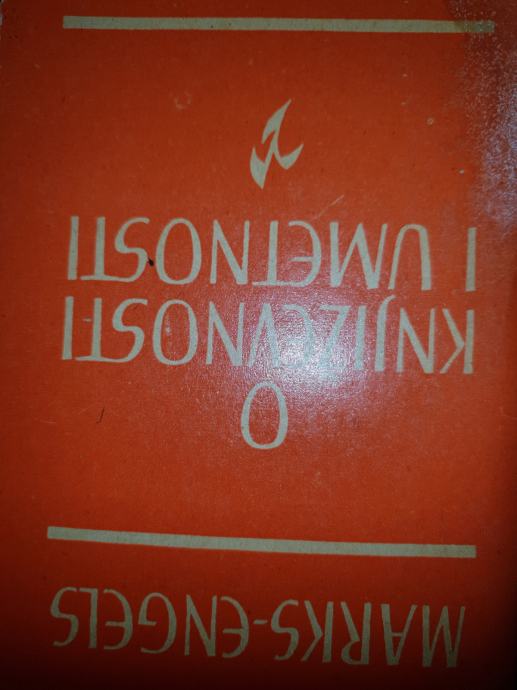 MARKS-ENGELS
O
KNJIŽEVNOSTI
I UMETNOSTI